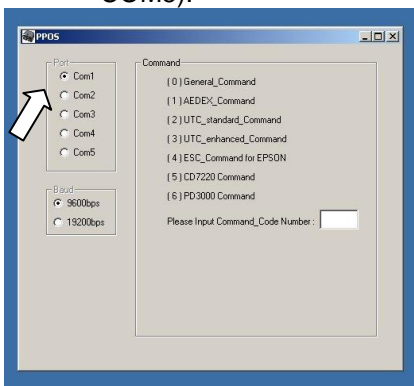 COM5).
PPOS
Port
Com1
Com2
Com3
Com4
Com5
Baud
9600bps
19200bps
Command
( 0 ) General_Command
( 1 ) AEDEX_Command
( 2 ) UTC_standard_Command
( 3 ) UTC_enhanced_Command
( 4 ) ESC_Command for EPSON
( 5 ) CD7220 Command
( 6 ) PD3000 Command
Please Input Command_Code Number :